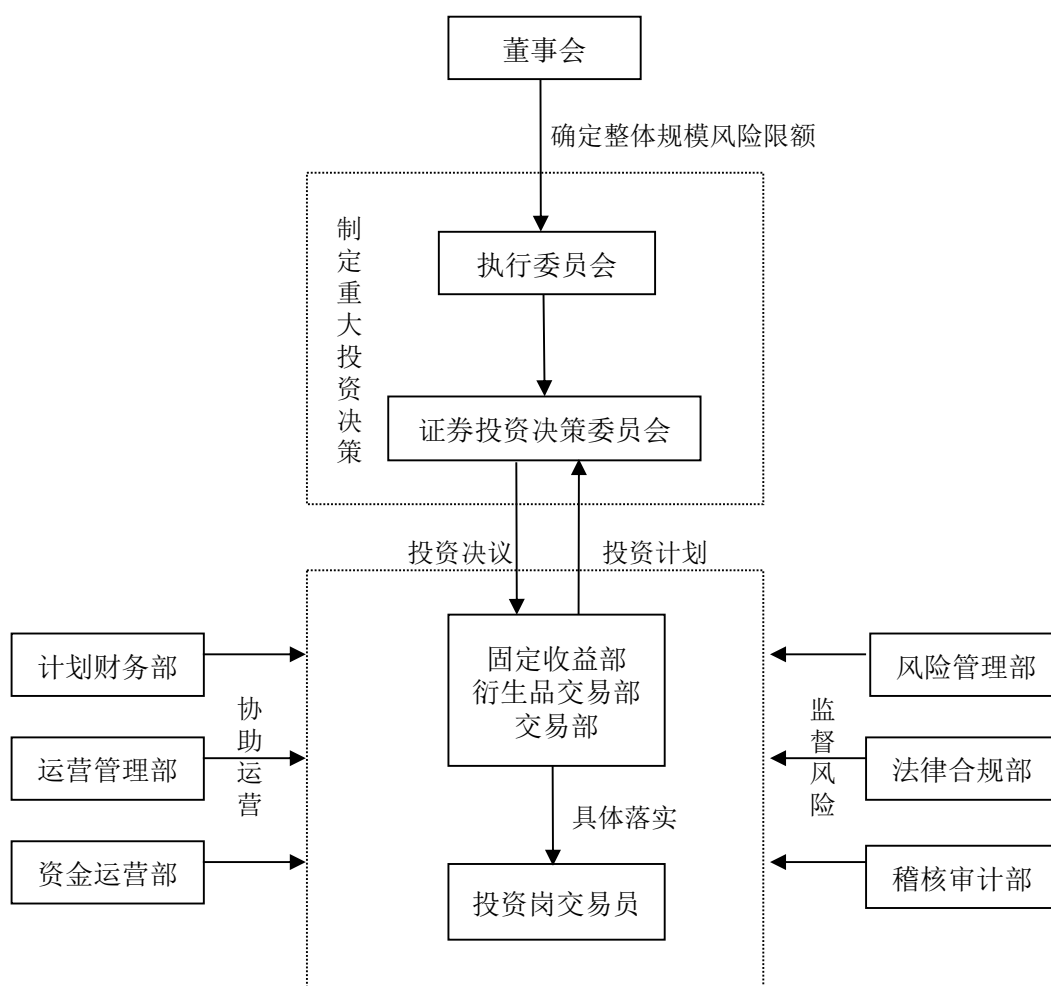 董事会
确定整体规模风险限额
制定重大投资决策
执行委员会
证券投资决策委员会
投资决议
投资计划
计划财务部
运营管理部
资金运营部
协助运营
固定收益部
衍生品交易部
交易部
具体落实
投资岗交易员
监督风险
风险管理部
法律合规部
稽核审计部